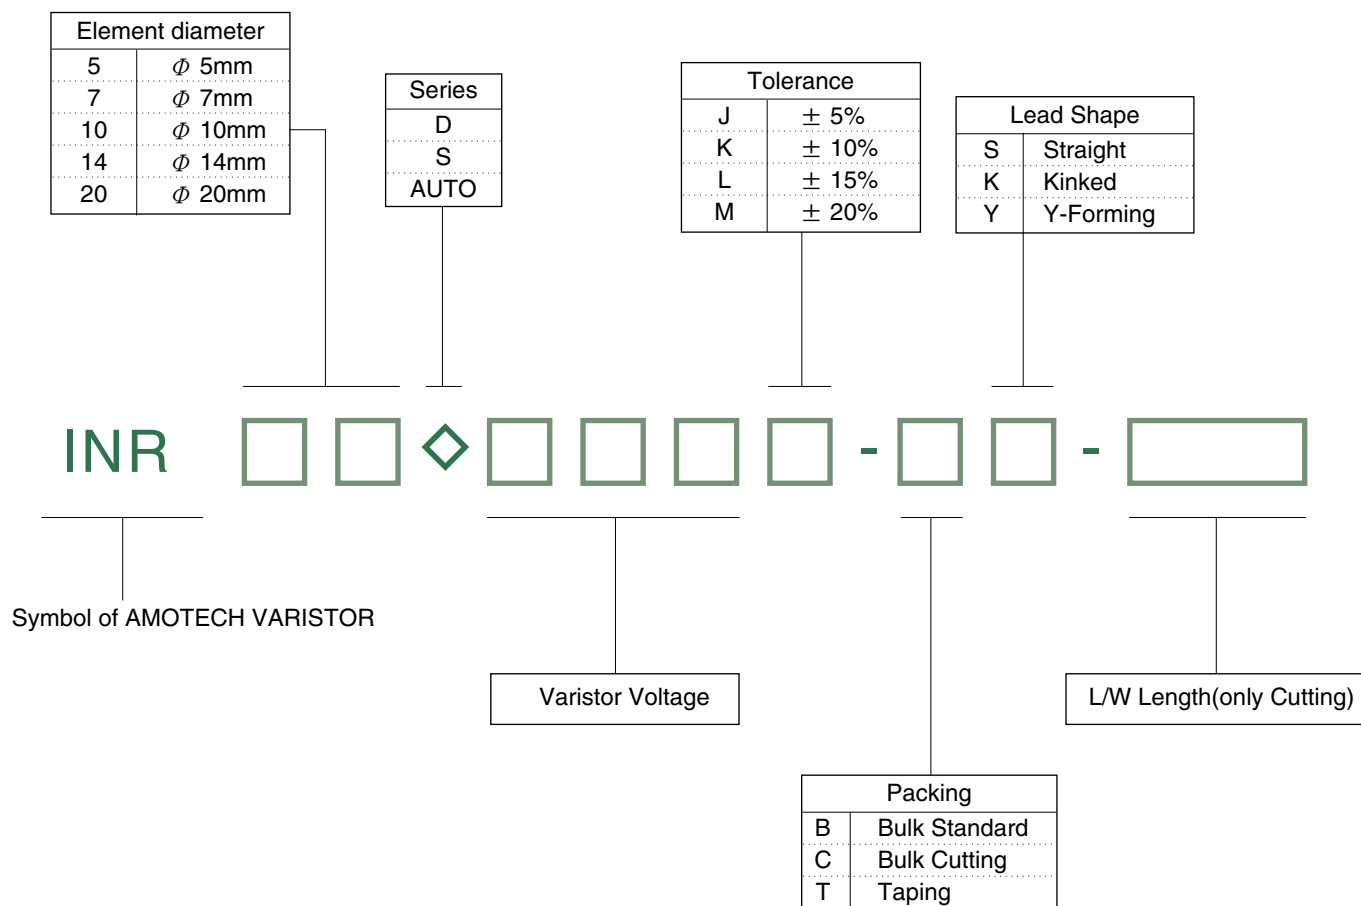 Element diameter
5 Φ 5mm
7 Φ 7mm
10 Φ 10mm
14 Φ 14mm
20 Φ 20mm
Series
D
S
AUTO
Tolerance
J ± 5%
K ± 10%
L ± 15%
M ± 20%
Lead Shape
S Straight
K Kinked
Y Y-Forming
INR - -
Symbol of AMOTECH VARISTOR
Varistor Voltage
L/W Length(only Cutting)
Packing
B Bulk Standard
C Bulk Cutting
T Taping